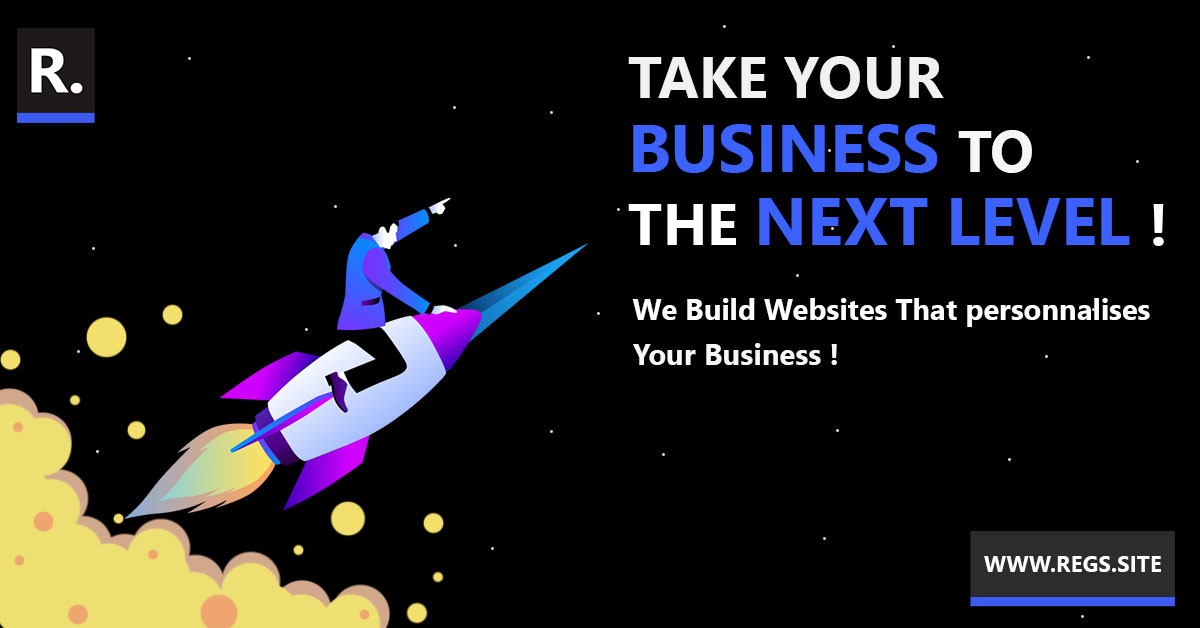 R.
TAKE YOUR
BUSINESS TO
THE NEXT LEVEL !
We Build Websites That personnalises
Your Business !
WWW.REGS.SITE